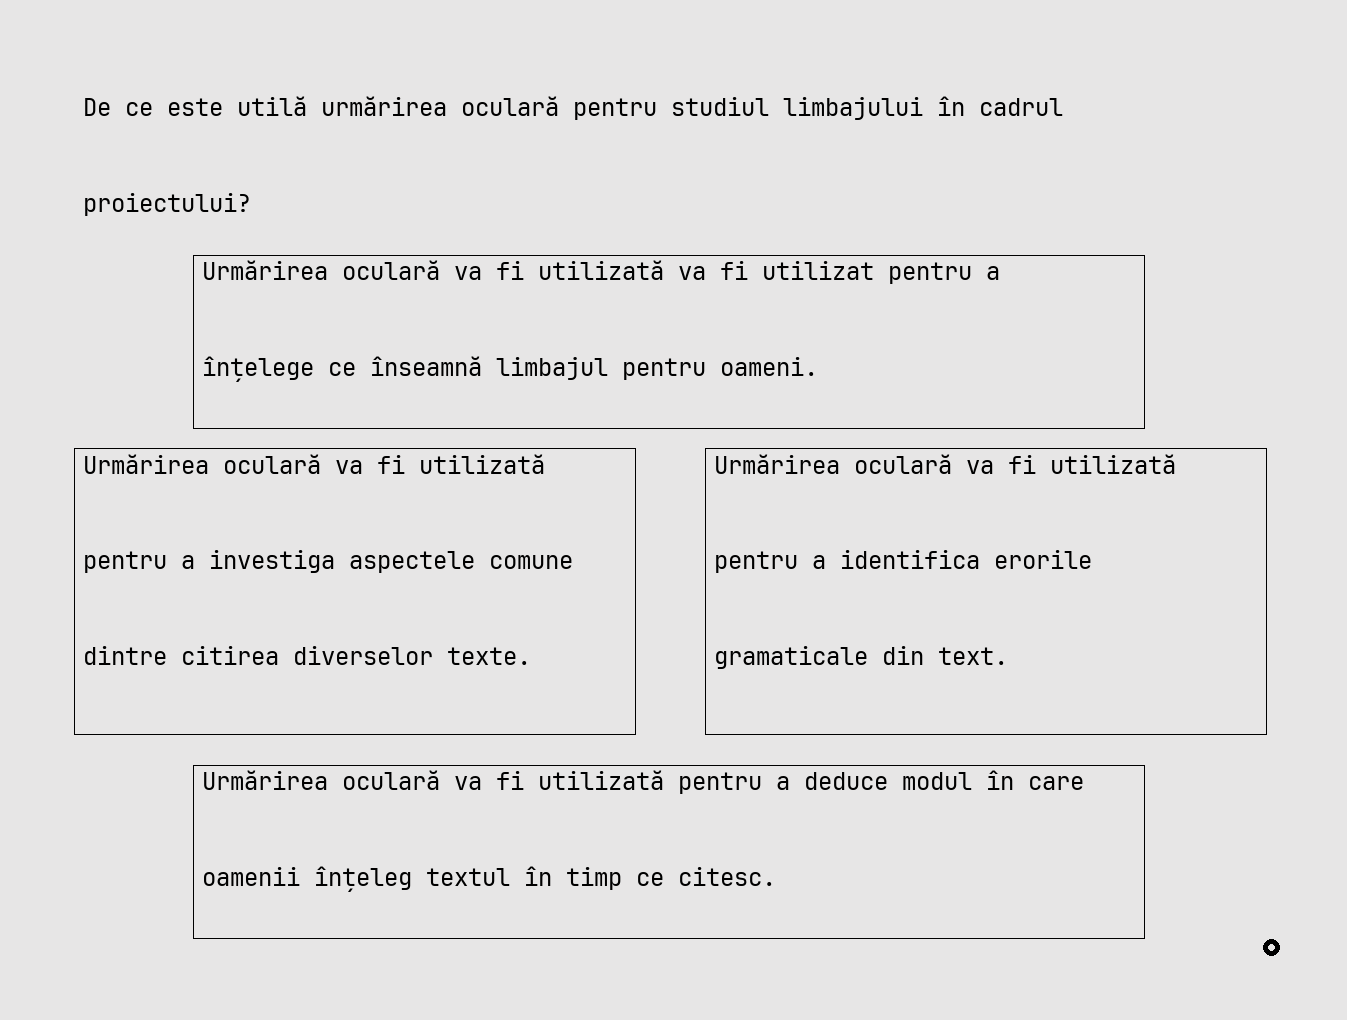 De ce este utilă urmărirea oculară pentru studiul limbajului în cadrul
proiectului?
Urmărirea oculară va fi utilizată va fi utilizat pentru a
înțelege ce înseamnă limbajul pentru oameni.
Urmărirea oculară va fi utilizată
pentru a investiga aspectele comune
dintre citirea diverselor texte.
Urmărirea oculară va fi utilizată
pentru a identifica erorile
gramaticale din text.
Urmărirea oculară va fi utilizată pentru a deduce modul în care
oamenii înțeleg textul în timp ce citesc.